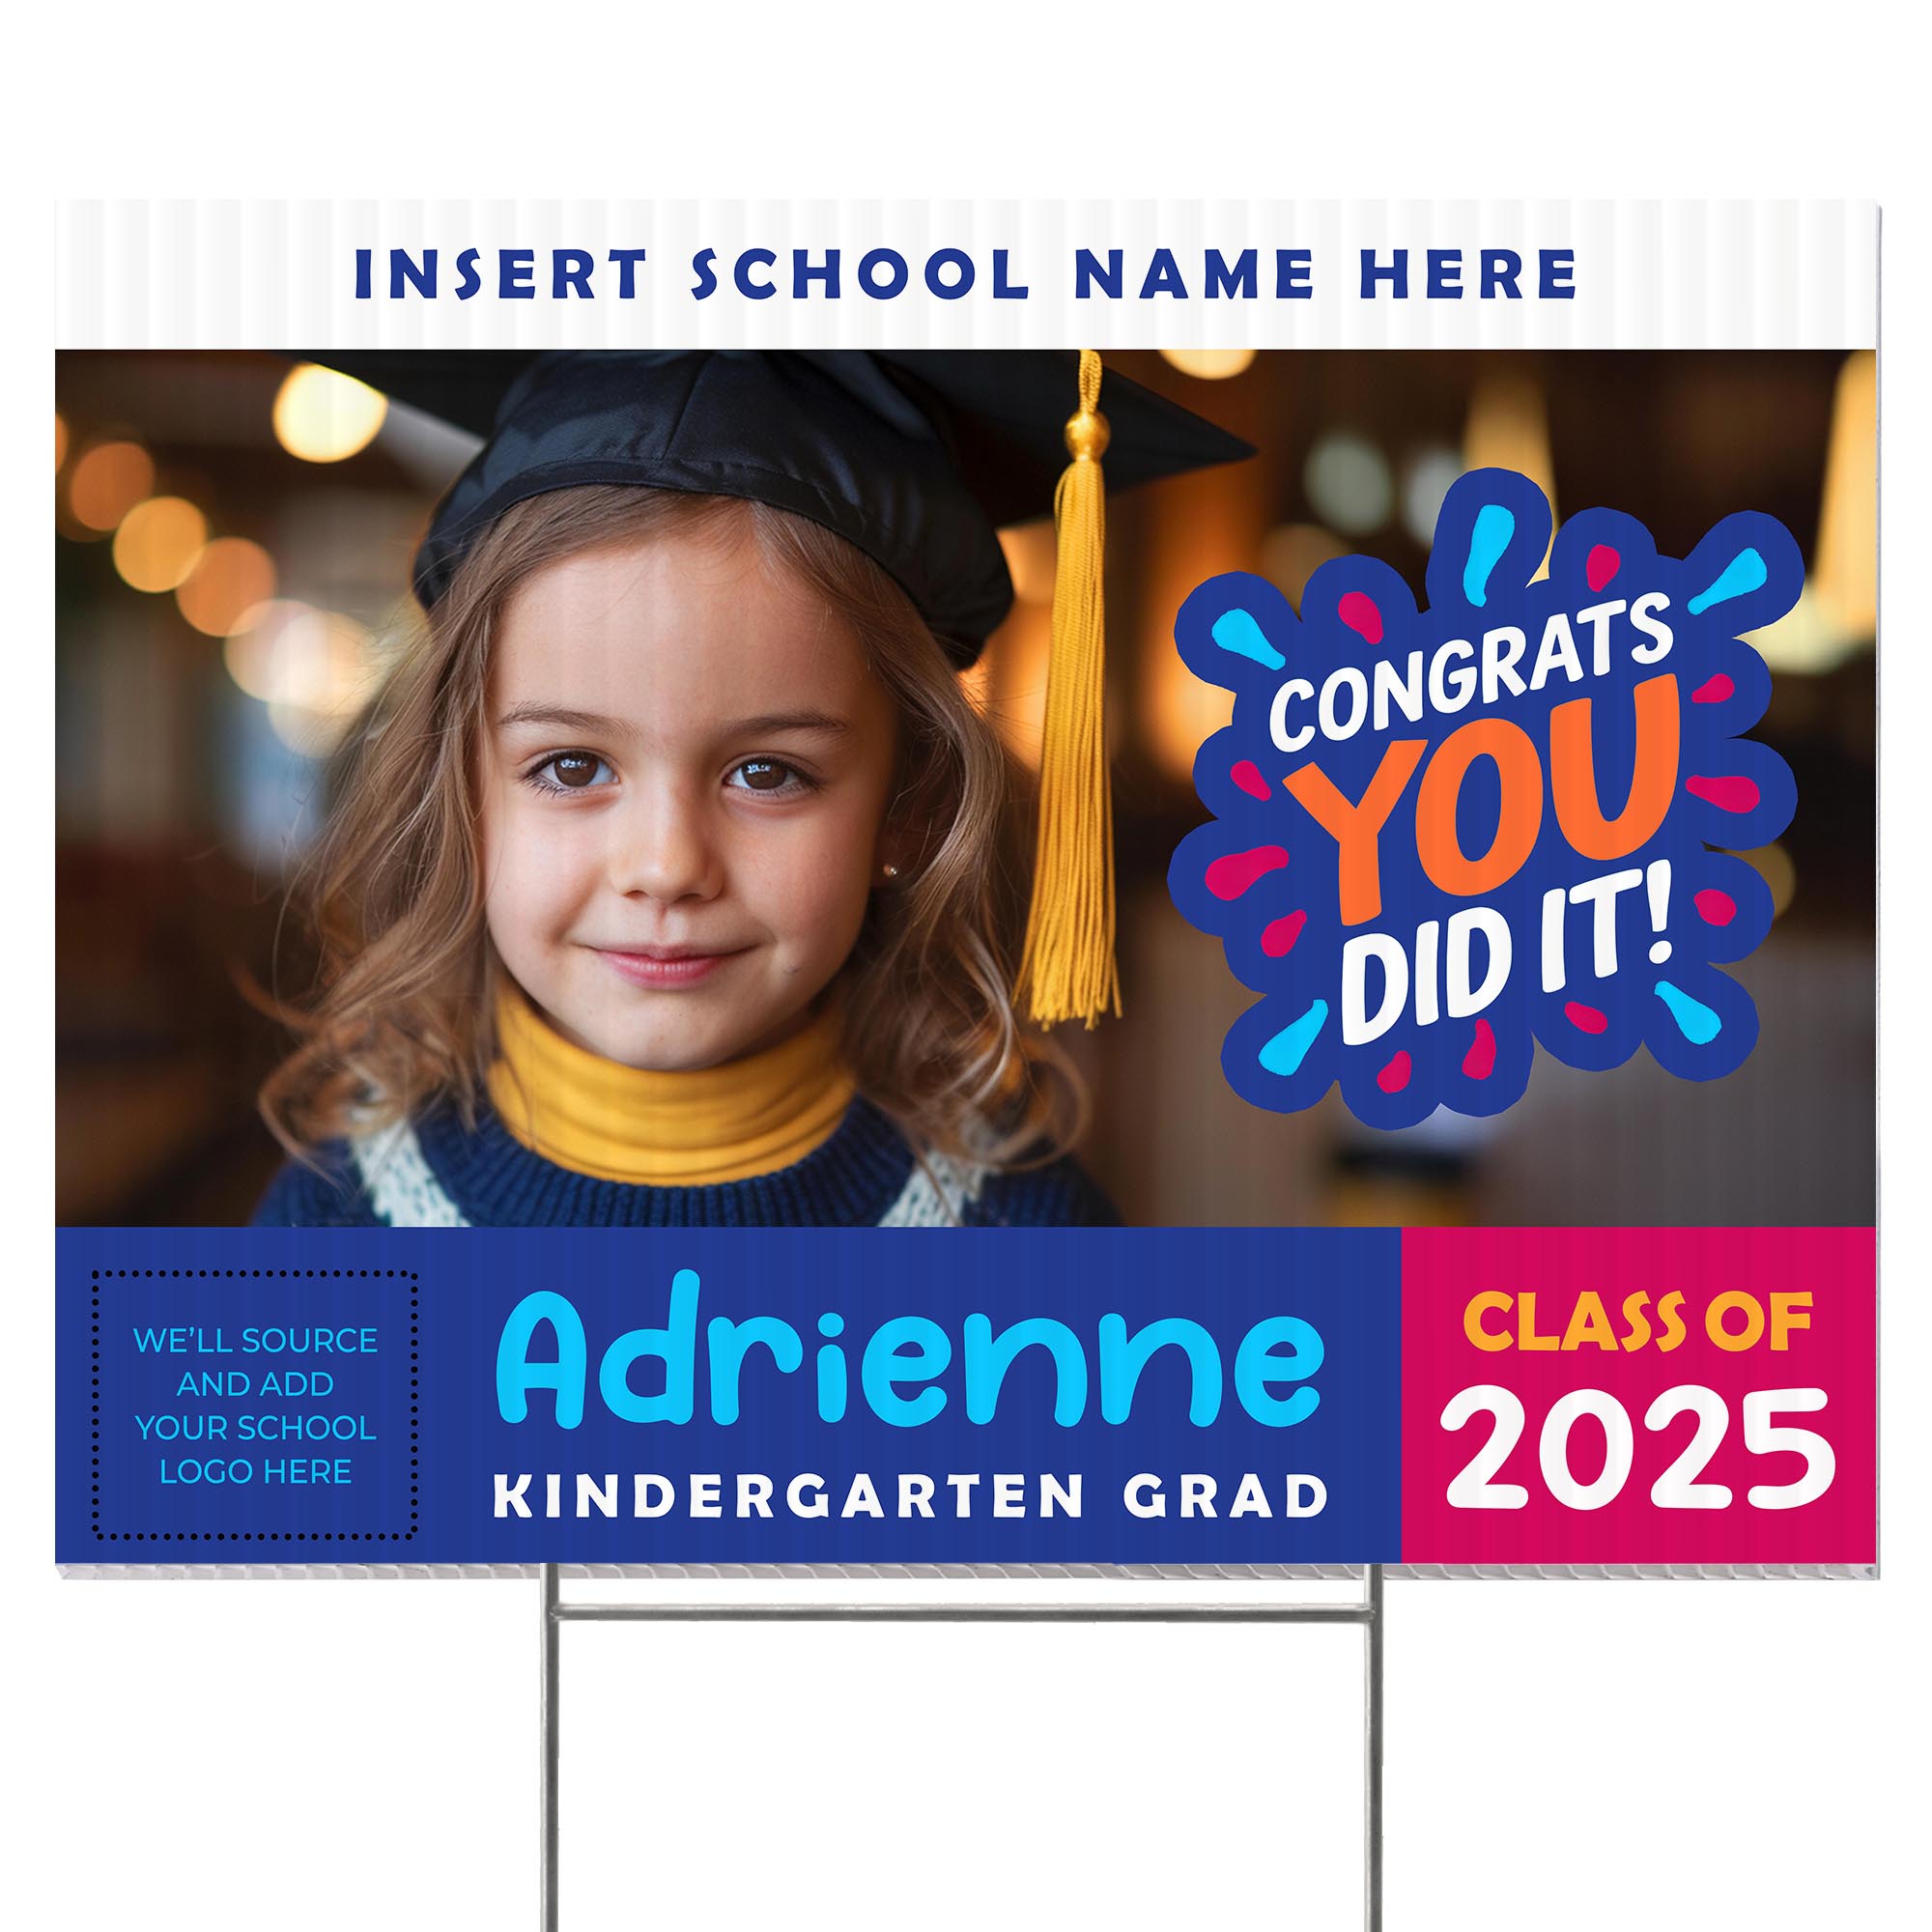 INSERT SCHOOL NAME HERE
CONGRATS
YOU
DID IT!
WE'LL SOURCE
AND ADD
YOUR SCHOOL
LOGO HERE
Adrienne
KINDERGARTEN GRAD
CLASS OF
2025